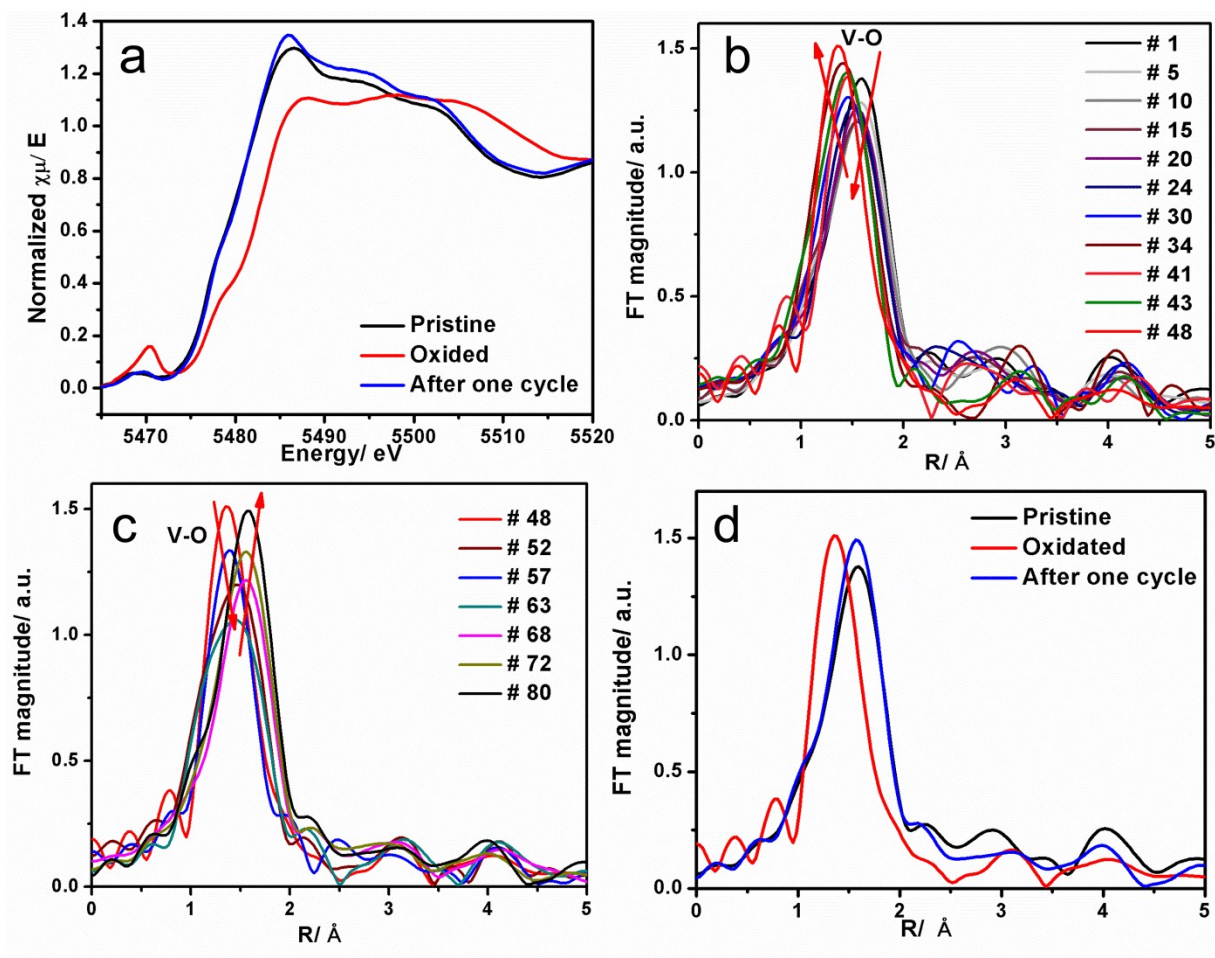 a
Normalized χμ/ E
1.4
1.2
1.0
0.8
0.6
0.4
0.2
0.0
Pristine
Oxided
After one cycle
5470 5480 5490 5500 5510 5520
Energy/ eV
b
V-O
FT magnitude/ a.u.
1.5
1.0
0.5
0.0
# 1
# 5
# 10
# 15
# 20
# 24
# 30
# 34
# 41
# 43
# 48
0 1 2 3 4 5
R/ Å
c
V-O
FT magnitude/ a.u.
1.5
1.0
0.5
0.0
# 48
# 52
# 57
# 63
# 68
# 72
# 80
0 1 2 3 4 5
R/ Å
d
FT magnitude/ a.u.
1.5
1.0
0.5
0.0
Pristine
Oxidated
After one cycle
0 1 2 3 4 5
R/ Å